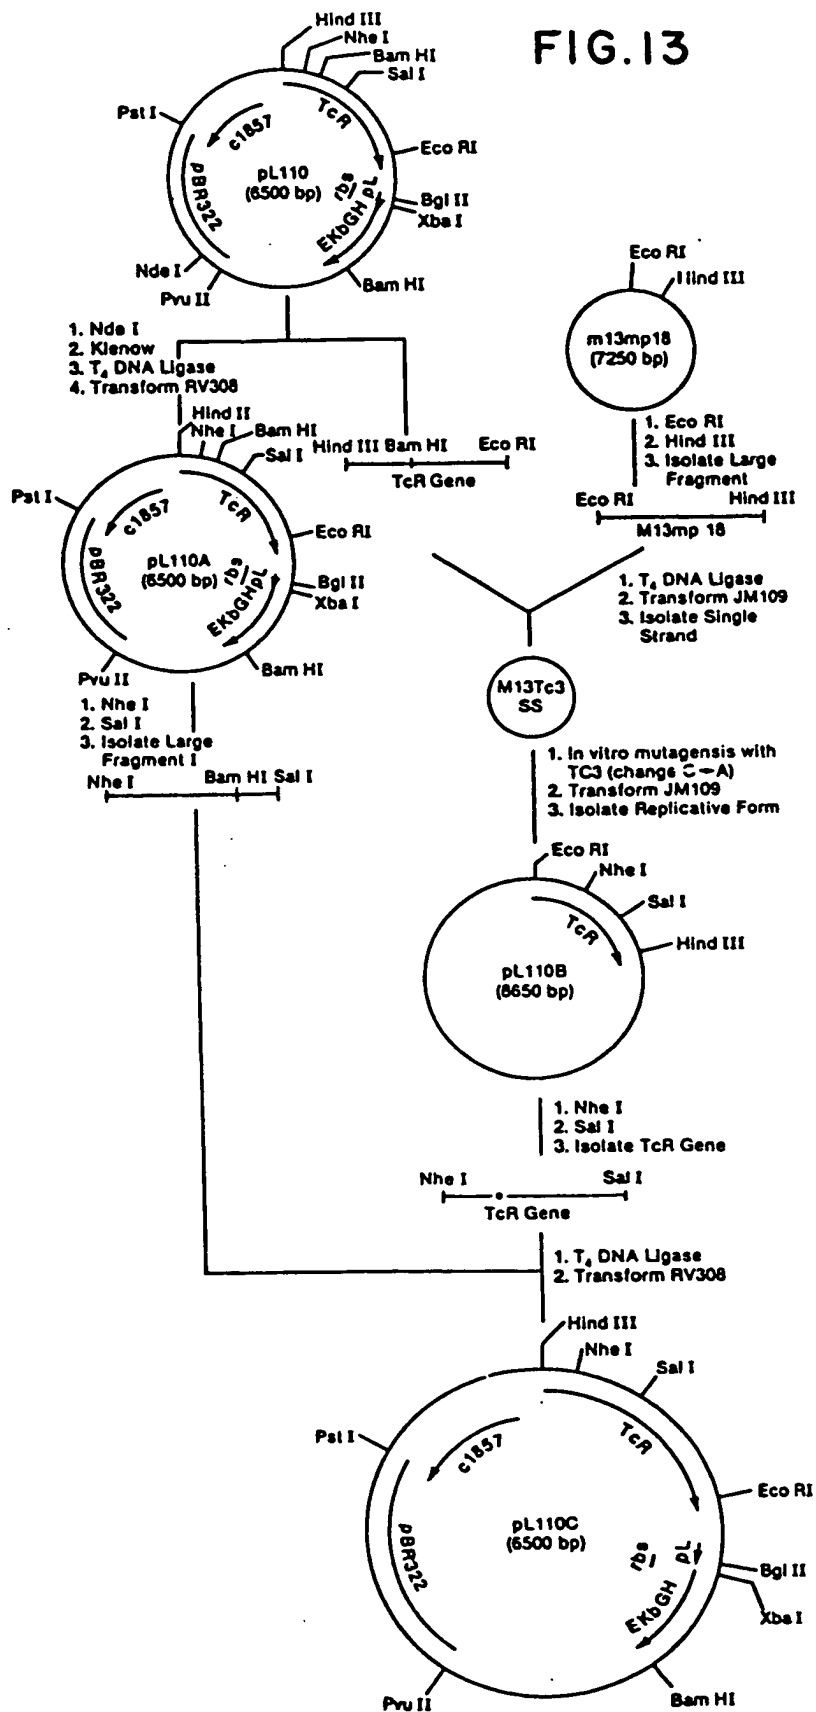 FIG.13
Hind III
Nhe I
Bam HI
Sal I
Pst I
TcR
c1857
Eco RI
pL110
(6500 bp)
pBR322
rbs
pL
EKbGH
Bgl II
Xba I
Nde I
Pvu II
Bam HI
1. Nde I
2. Klenow
3. T4 DNA Ligase
4. Transform RV308
Eco RI
Hind III
m13mp18
(7250 bp)
1. Eco RI
2. Hind III
3. Isolate Large
Fragment
Eco RI Hind III
M13mp 18
Hind III Bam HI Eco RI
TcR Gene
Hind II
Nhe I
Bam HI
Sal I
Pst I
c1857
TcR
Eco RI
pL110A
(6500 bp)
pBR322
rbs
pL
EKbGH
Bgl II
Xba I
Bam HI
Pvu II
1. T4 DNA Ligase
2. Transform JM109
3. Isolate Single
Strand
M13Tc3
SS
1. Nhe I
2. Sal I
3. Isolate Large
Fragment I
Nhe I Bam HI Sal I
1. In vitro mutagensis with
TC3 (change C→A)
2. Transform JM109
3. Isolate Replicative Form
Eco RI
Nhe I
Sal I
TcR
Hind III
pL110B
(8650 bp)
1. Nhe I
2. Sal I
3. Isolate TcR Gene
Nhe I Sal I
TcR Gene
1. T4 DNA Ligase
2. Transform RV308
Hind III
Nhe I
Sal I
Pst I
c1857
TcR
Eco RI
pL110C
(6500 bp)
pBR322
rbs
pL
EKbGH
Bgl II
Xba I
Pvu II
Bam HI